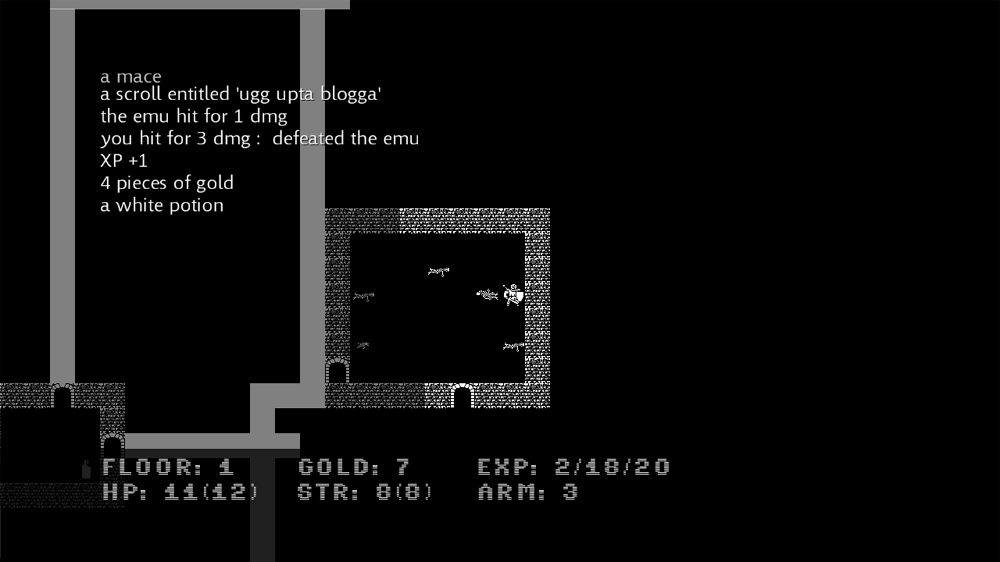 a mace
a scroll entitled 'ugg upta blogga'
the emu hit for 1 dmg
you hit for 3 dmg :  defeated the emu
XP +1
4 pieces of gold
a white potion
FLOOR: 1 GOLD: 7 EXP: 2/18/20
HP: 11(12) STR: 8(8) ARM: 3